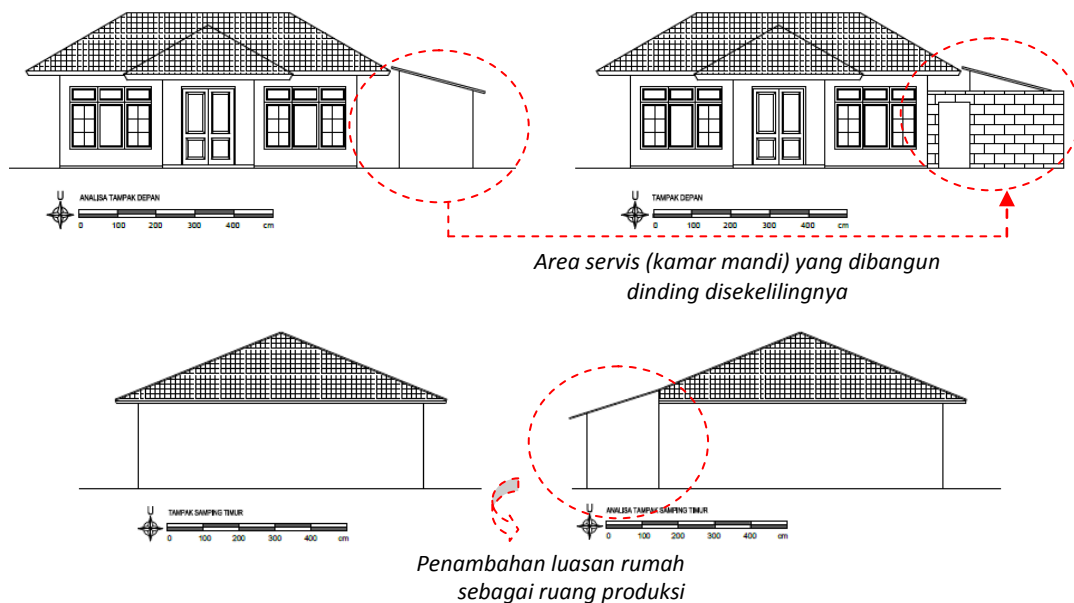 U
ANALISA TAMPAK DEPAN
0 100 200 300 400 cm
U
TAMPAK DEPAN
0 100 200 300 400 cm
Area servis (kamar mandi) yang dibangun
dinding disekelilingnya
U
TAMPAK SAMPING TIMUR
0 100 200 300 400 cm
U
ANALISA TAMPAK SAMPING TIMUR
0 100 200 300 400 cm
Penambahan luasan rumah
sebagai ruang produksi